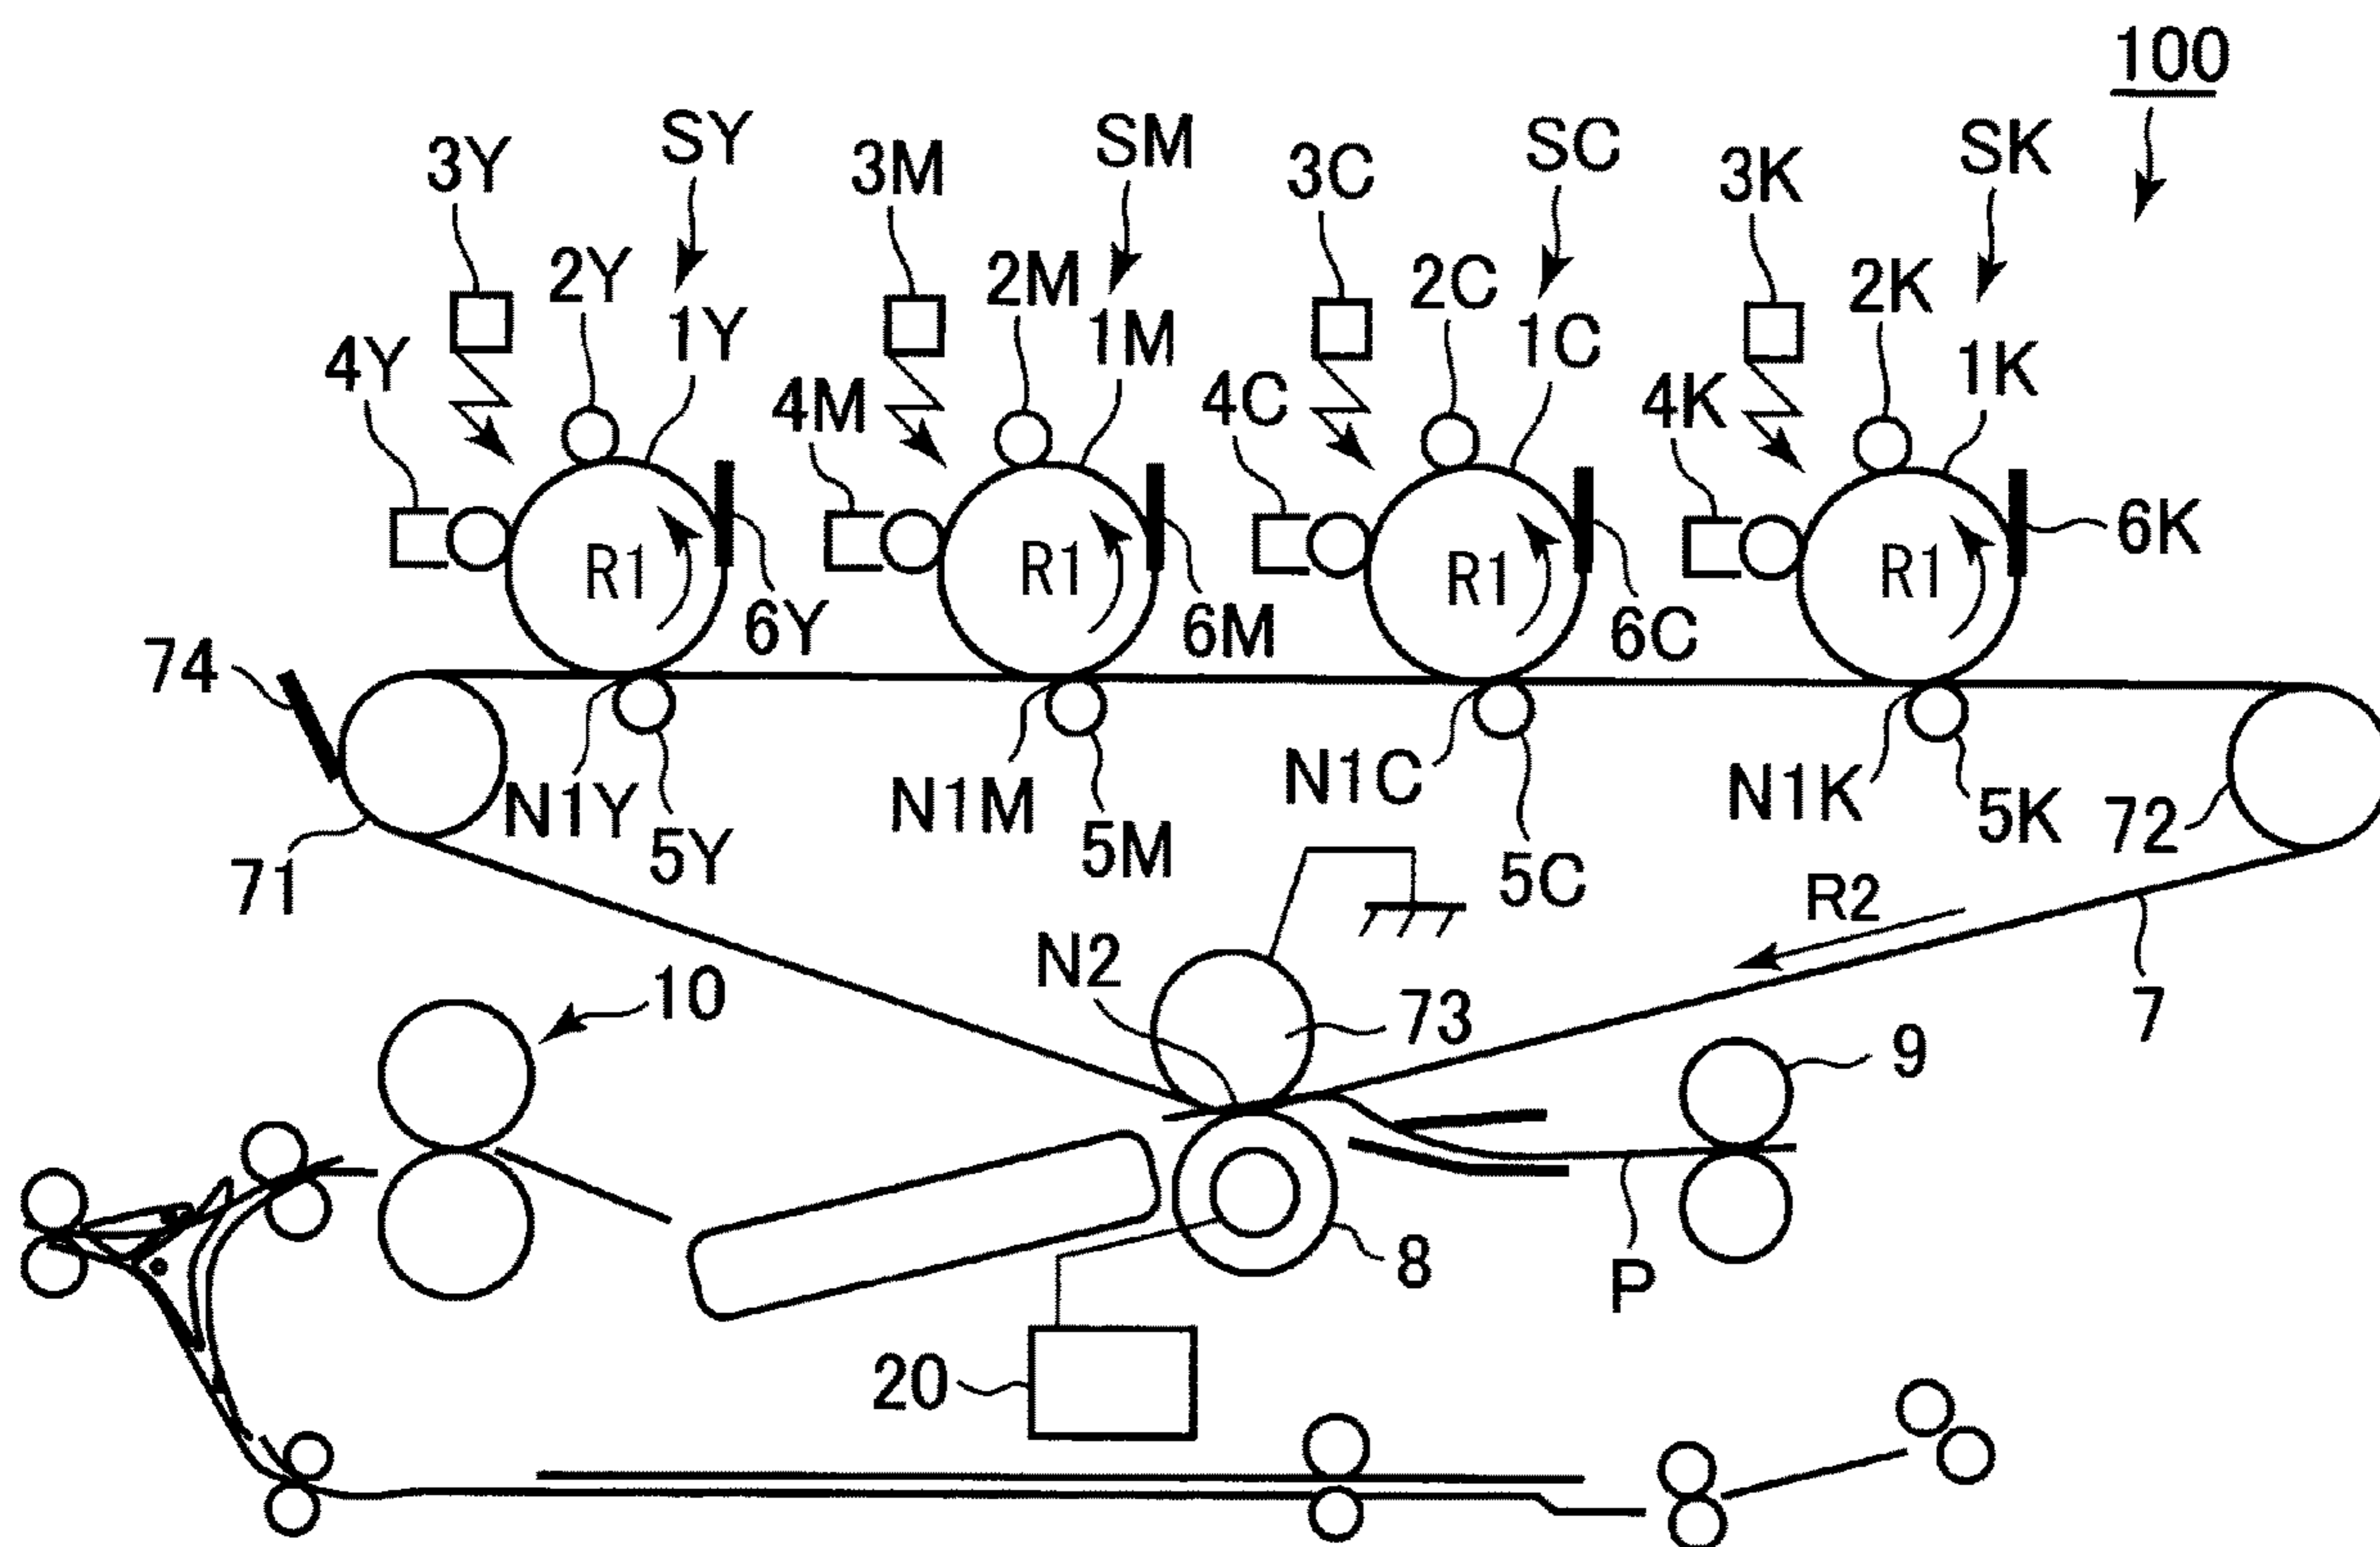 100
SY SM SC SK
3Y 3M 3C 3K
2Y 2M 2C 2K
1Y 1M 1C 1K
4Y 4M 4C 4K
R1 R1 R1 R1
6Y 6M 6C 6K
74
N1Y N1M N1C N1K
5Y 5M 5C 5K
72
71
R2
N2
10
73
7
9
8
P
20